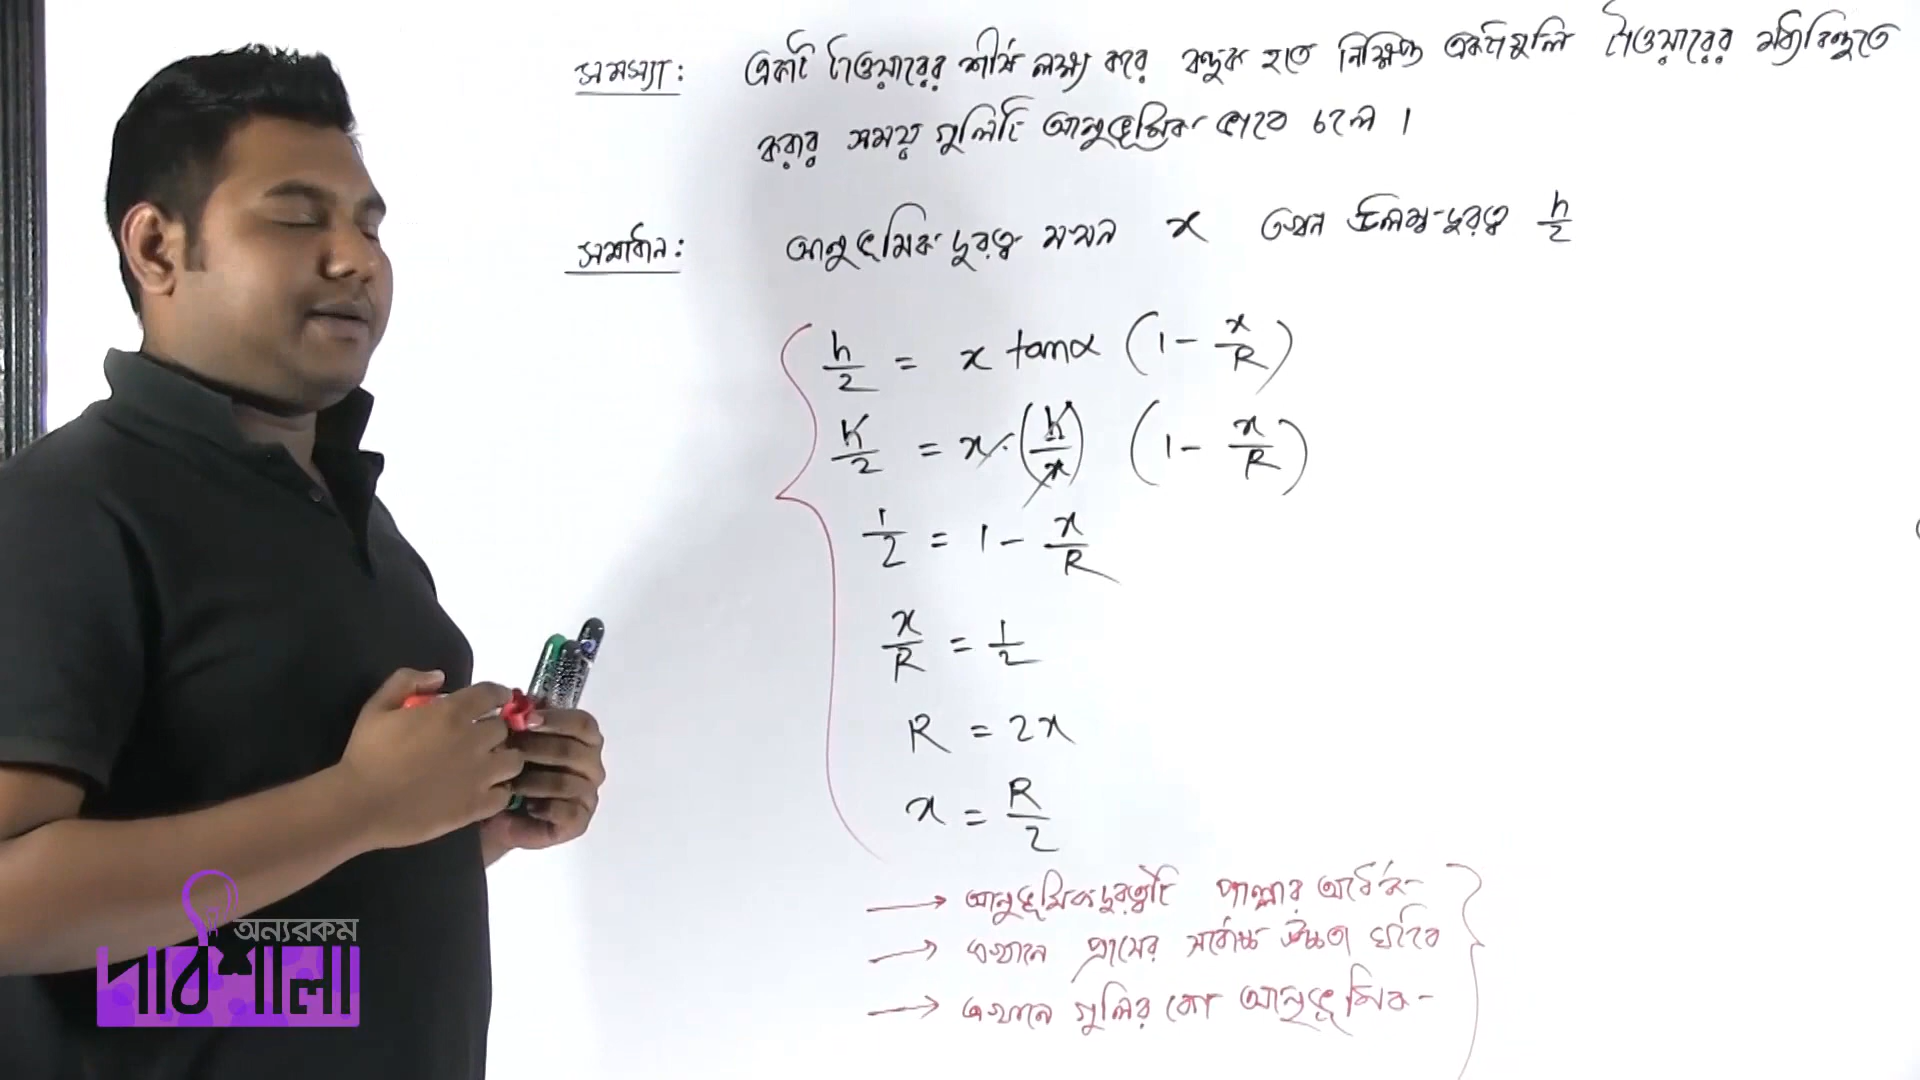 সমস্যা: একটি টাওয়ারের শীর্ষ লক্ষ্য করে বন্দুক হতে নিক্ষিপ্ত একটা গুলি টাওয়ারের মধ্যবিন্দুতে
করার সময় গুলিটি আনুভূমিক ভাবে চলে।
সমাধান: আনুভূমিক দূরত্ব যখন x তখন উলম্ব দূরত্ব h/2
h/2 = x tanα (1 - x/R)
h/2 = x·(h/x) (1 - x/R)
1/2 = 1 - x/R
x/R = 1/2
R = 2x
x = R/2
→ আনুভূমিক দূরত্বটি পাল্লার অর্ধেক
→ এখানে প্রাসের সর্বোচ্চ উচ্চতা হবে
→ এখানে গুলির বেগ আনুভূমিক
অন্যরকম
পাঠশালা